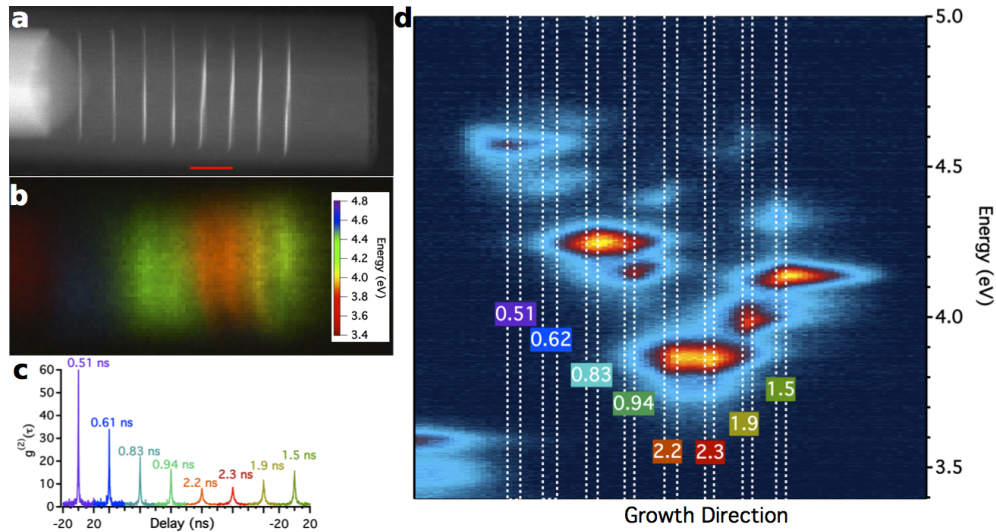 a
b
4.8
4.6
4.4
4.2
4.0
3.8
3.6
3.4
Energy (eV)
c
60
50
40
30
20
10
0
g(2)(τ)
0.51 ns
0.61 ns
0.83 ns
0.94 ns
2.2 ns
2.3 ns
1.9 ns
1.5 ns
-20 20 -20 20
Delay (ns)
d
5.0
4.5
4.0
3.5
Energy (eV)
0.51
0.62
0.83
0.94
2.2
2.3
1.9
1.5
Growth Direction